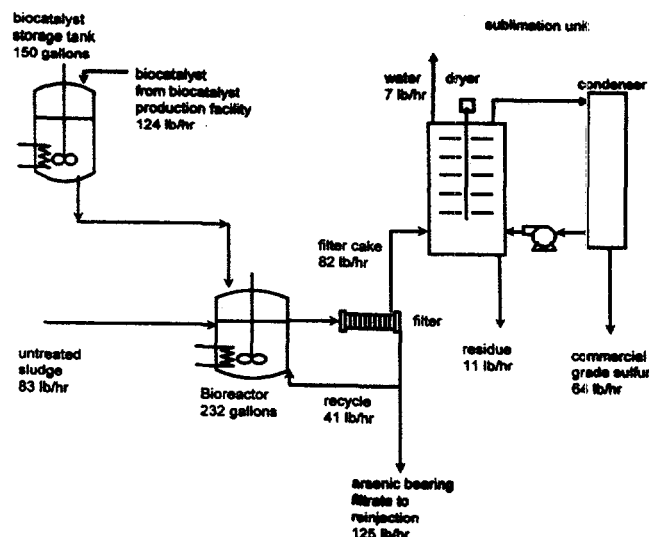 biocatalyst
storage tank
150 gallons
biocatalyst
from biocatalyst
production facility
124 lb/hr
sublimation unit
water
7 lb/hr
dryer
condenser
filter cake
82 lb/hr
filter
untreated
sludge
83 lb/hr
Bioreactor
232 gallons
recycle
41 lb/hr
residue
11 lb/hr
commercial
grade sulfur
64 lb/hr
arsenic bearing
filtrate to
reinjection
125 lb/hr